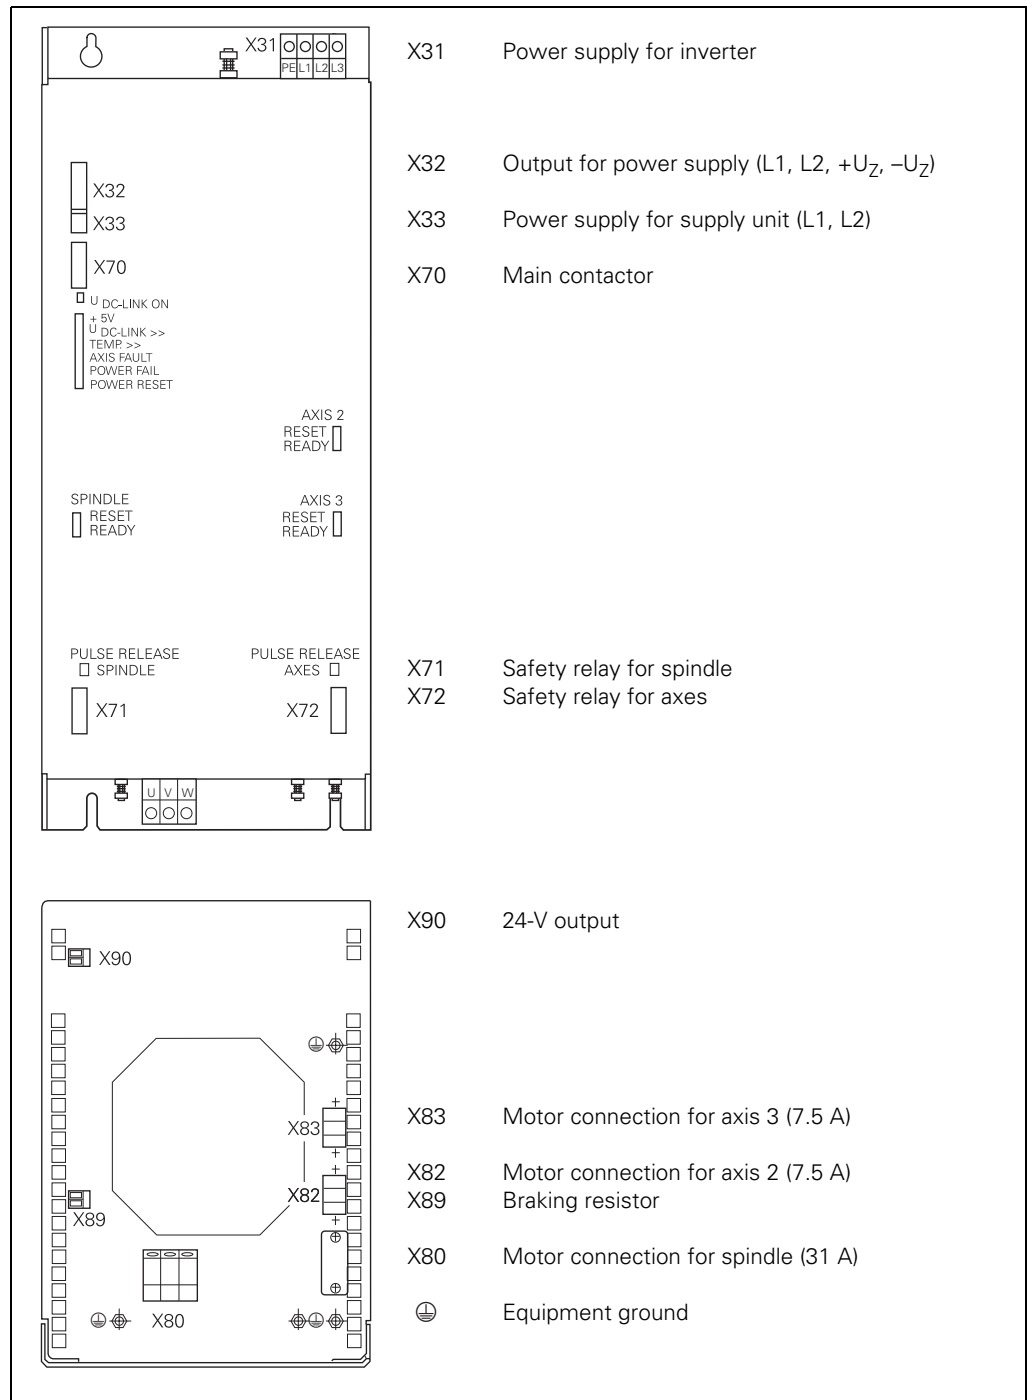 X31
PE L1 L2 L3
X31 Power supply for inverter
X32
X32 Output for power supply (L1, L2, +UZ, –UZ)
X33
X33 Power supply for supply unit (L1, L2)
X70
X70 Main contactor
U DC-LINK ON
+ 5V
U DC-LINK >>
TEMP. >>
AXIS FAULT
POWER FAIL
POWER RESET
AXIS 2
RESET
READY
SPINDLE
RESET
READY
AXIS 3
RESET
READY
PULSE RELEASE
SPINDLE
PULSE RELEASE
AXES
X71 Safety relay for spindle
X72 Safety relay for axes
X71
X72
U V W
X90 24-V output
X90
X83
X83 Motor connection for axis 3 (7.5 A)
X82 Motor connection for axis 2 (7.5 A)
X82
X89 Braking resistor
X89
X80 Motor connection for spindle (31 A)
X80
Equipment ground